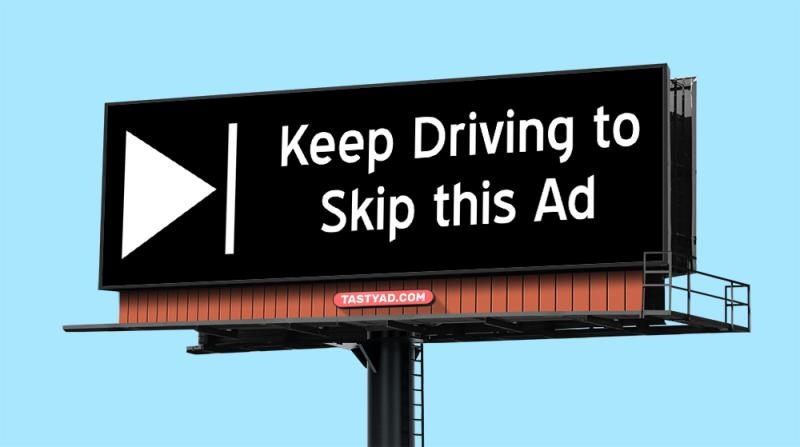 Keep Driving to
Skip this Ad
TASTYAD.COM